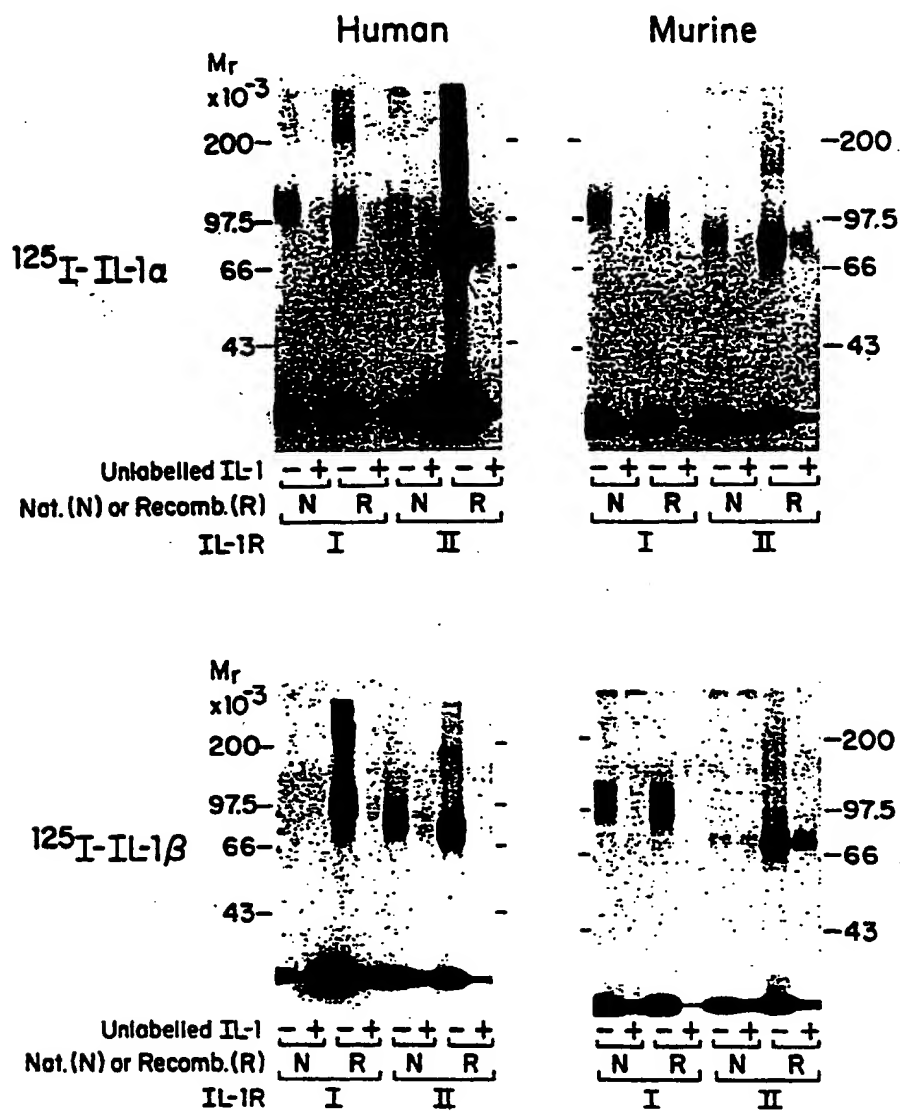 Human Murine
Mr
x10⁻³
200– –200
97.5– –97.5
¹²⁵I-IL-1α
66– –66
43– –43
Unlabelled IL-1 – + – + – + – + – + – + – + – +
Nat.(N) or Recomb.(R) N R N R N R N R
IL-1R I II I II
Mr
x10⁻³
200– –200
97.5– –97.5
¹²⁵I-IL-1β
66– –66
43– –43
Unlabelled IL-1 – + – + – + – + – + – + – + – +
Nat.(N) or Recomb.(R) N R N R N R N R
IL-1R I II I II